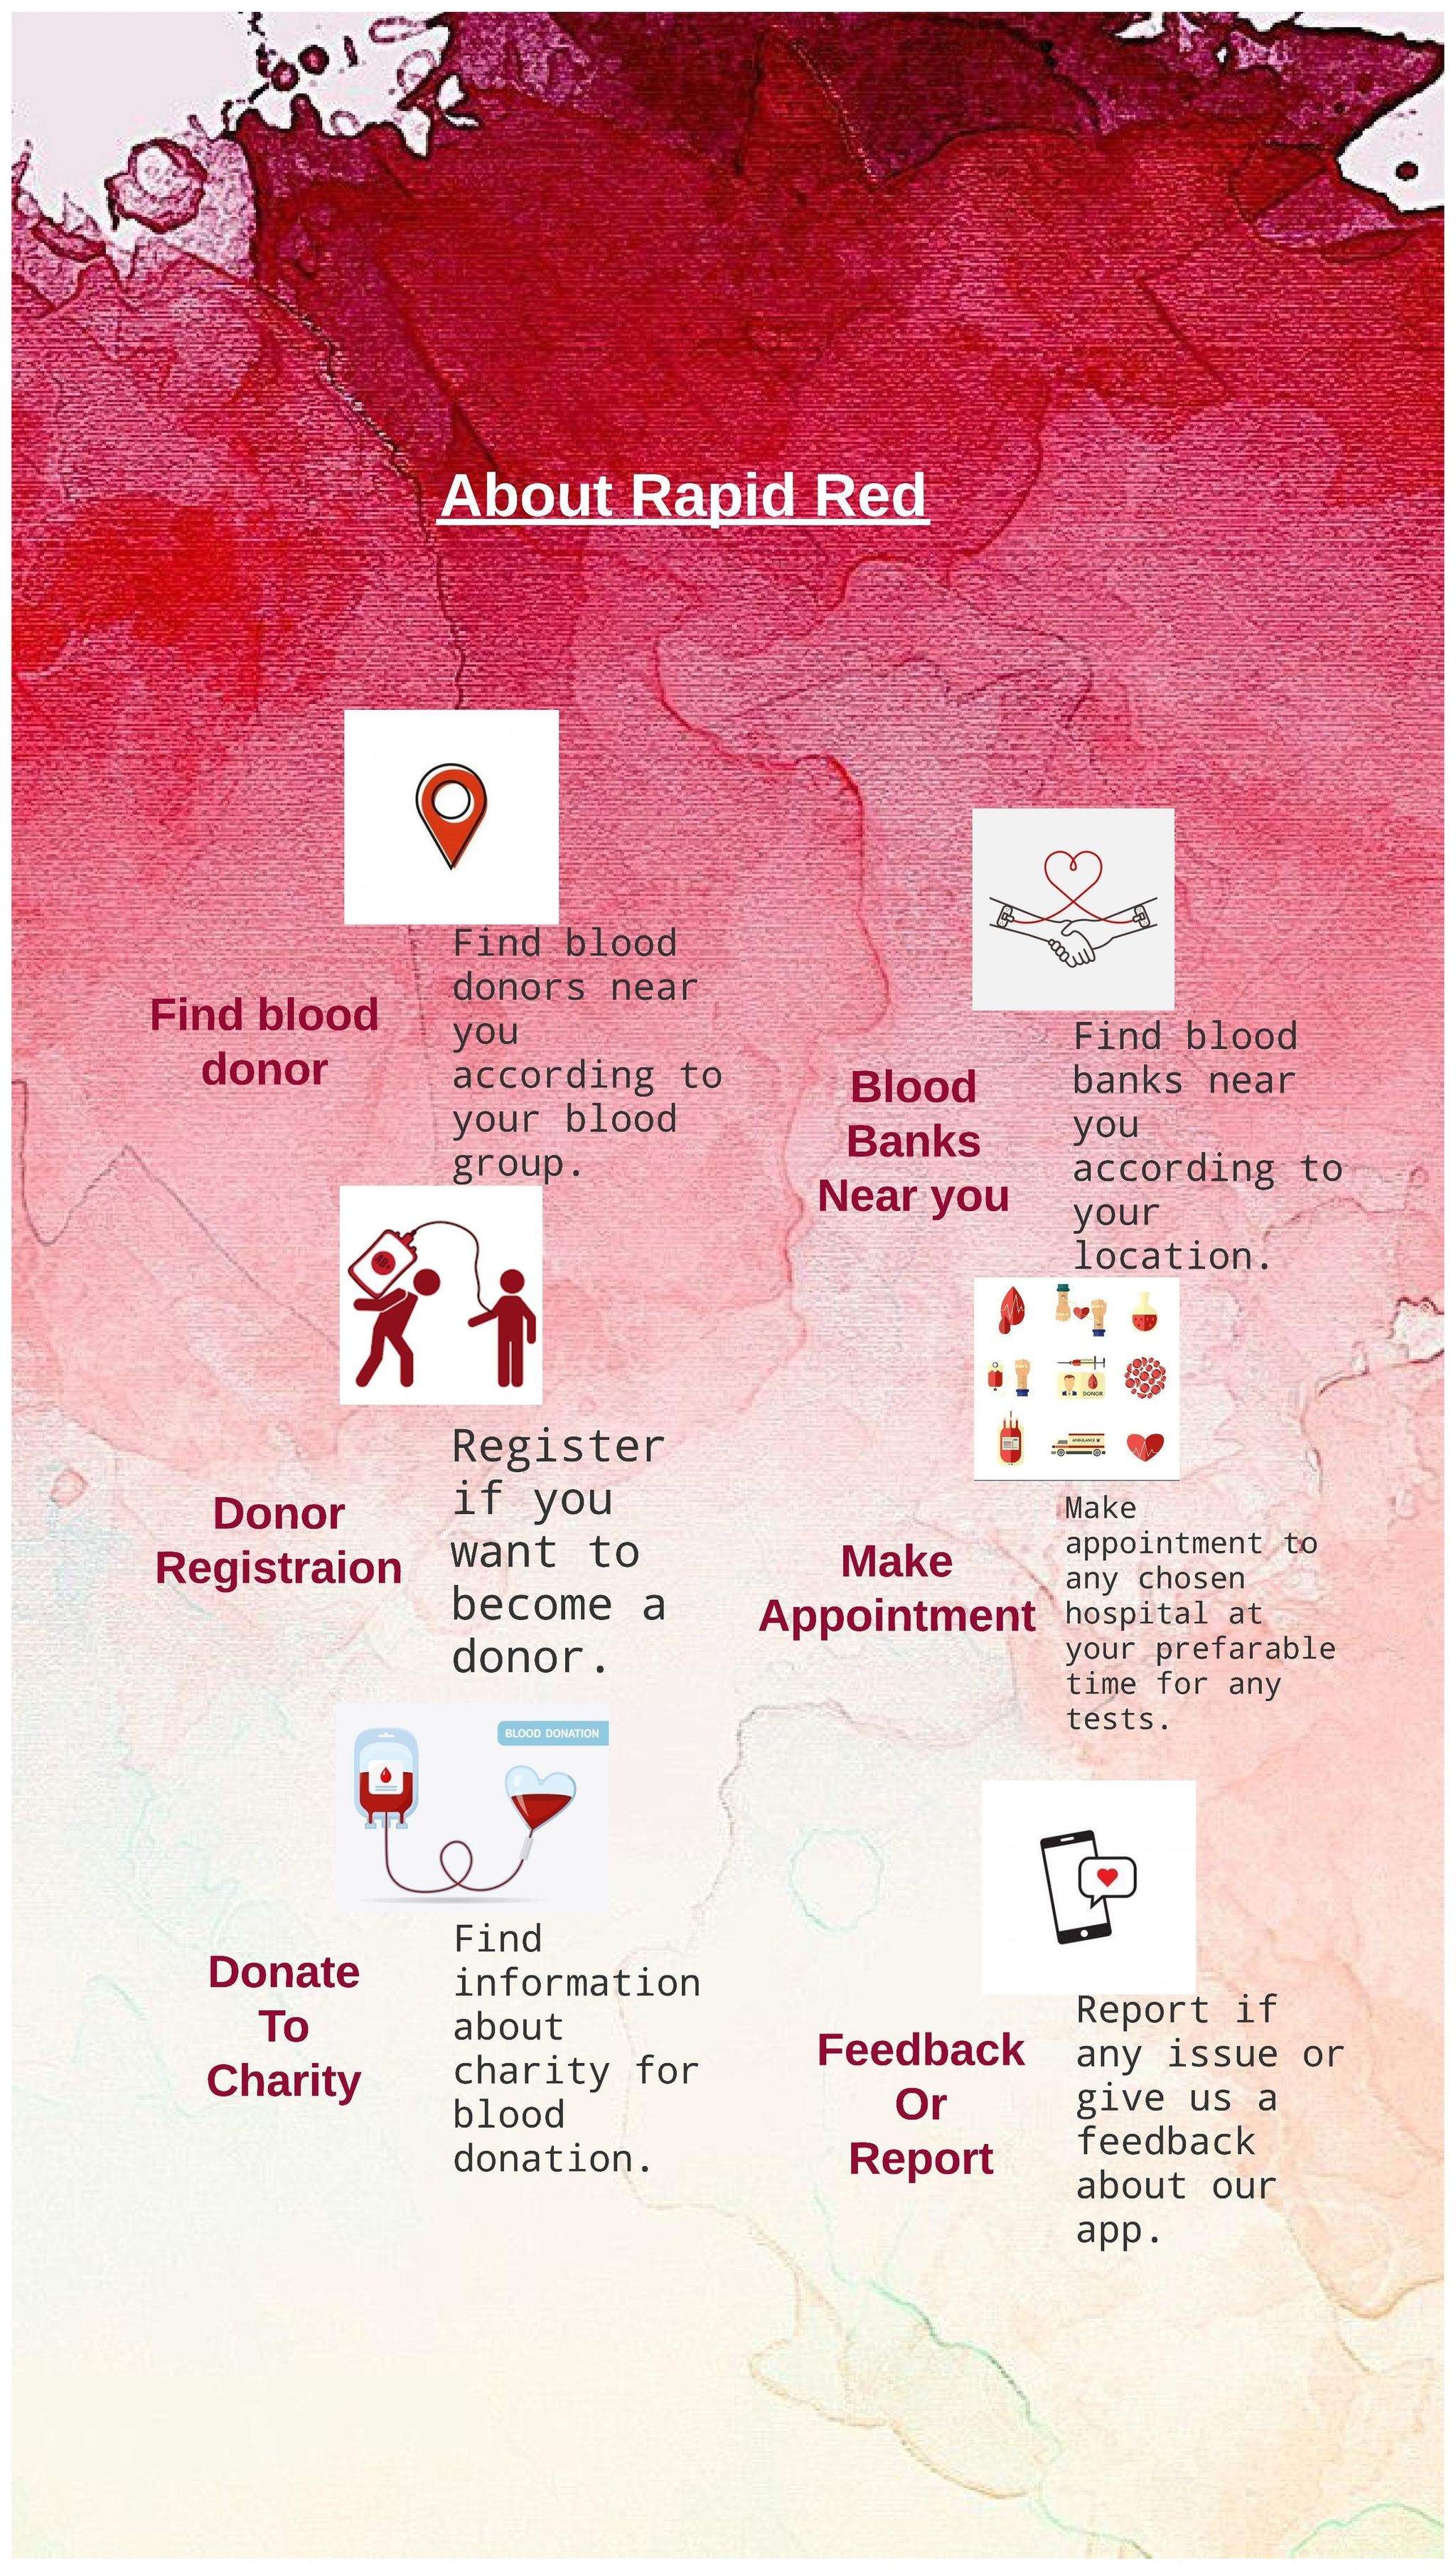 About Rapid Red
Find blood
donor
Find blood
donors near
you
according to
your blood
group.
Blood
Banks
Near you
Find blood
banks near
you
according to
your
location.
AB+
DONOR
AMBULANCE
Donor
Registraion
Register
if you
want to
become a
donor.
Make
Appointment
Make
appointment to
any chosen
hospital at
your prefarable
time for any
tests.
BLOOD DONATION
Donate
To
Charity
Find
information
about
charity for
blood
donation.
Feedback
Or
Report
Report if
any issue or
give us a
feedback
about our
app.